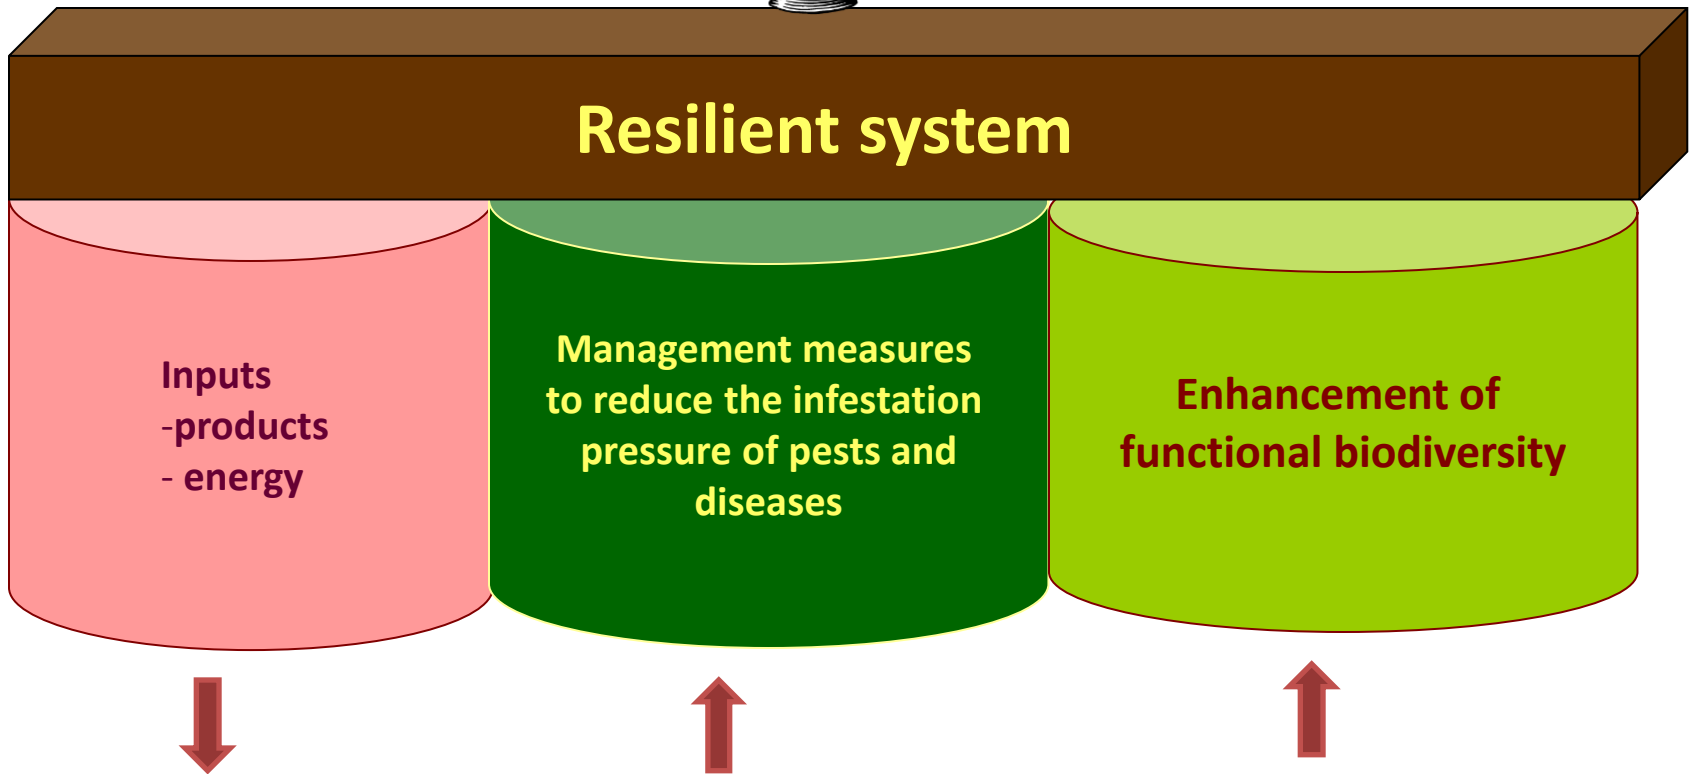 Resilient system
Inputs
-products
- energy
Management measures
to reduce the infestation
pressure of pests and
diseases
Enhancement of
functional biodiversity